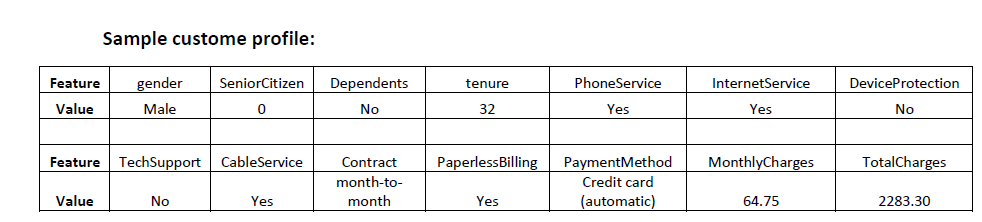 Sample custome profile:
Feature gender SeniorCitizen Dependents tenure PhoneService InternetService DeviceProtection
Value Male 0 No 32 Yes Yes No
Feature TechSupport CableService Contract PaperlessBilling PaymentMethod MonthlyCharges TotalCharges
Value No Yes month-to-month Yes Credit card (automatic) 64.75 2283.30